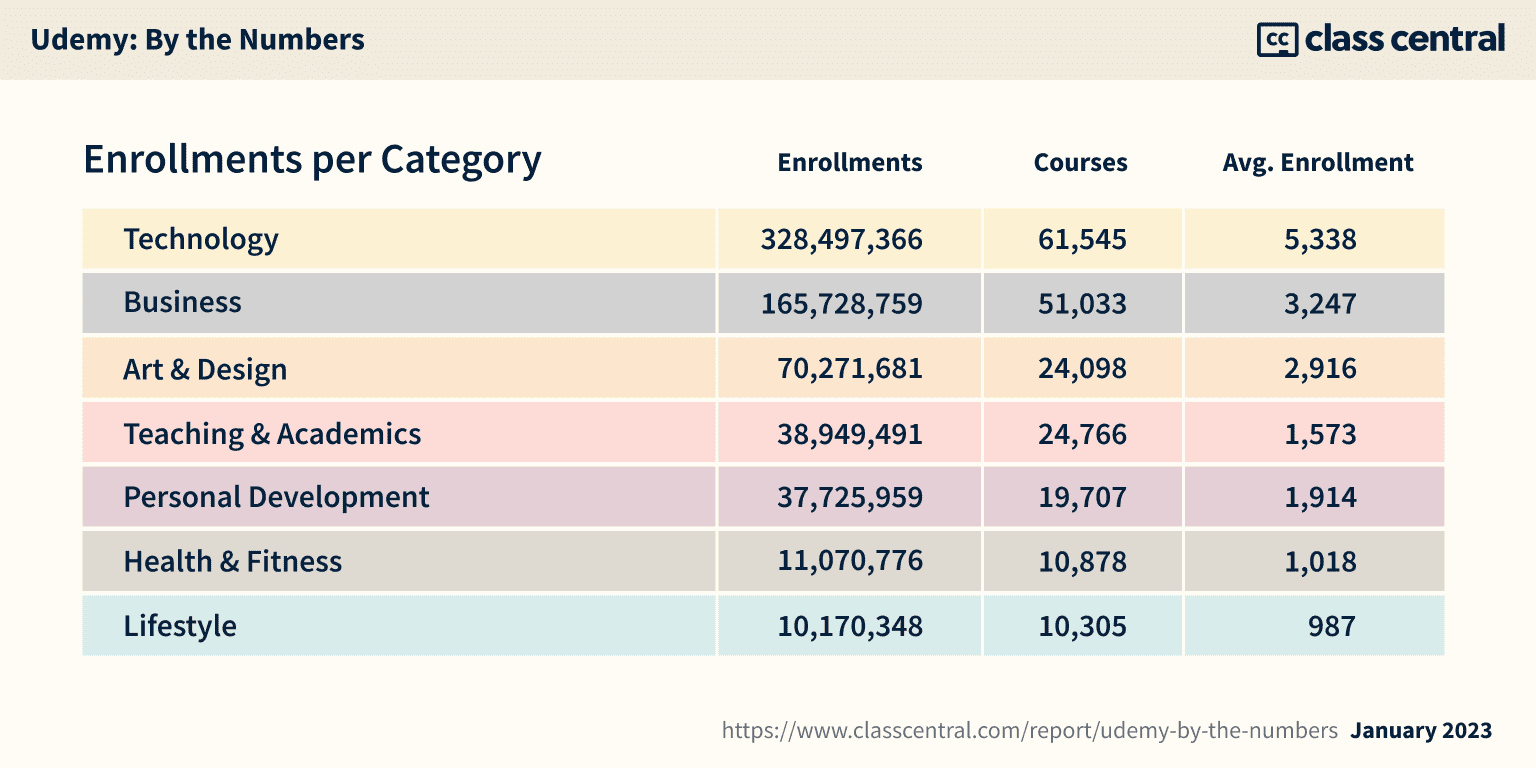 Udemy: By the Numbers
cc class central
Enrollments per Category Enrollments Courses Avg. Enrollment
Technology 328,497,366 61,545 5,338
Business 165,728,759 51,033 3,247
Art & Design 70,271,681 24,098 2,916
Teaching & Academics 38,949,491 24,766 1,573
Personal Development 37,725,959 19,707 1,914
Health & Fitness 11,070,776 10,878 1,018
Lifestyle 10,170,348 10,305 987
https://www.classcentral.com/report/udemy-by-the-numbers January 2023